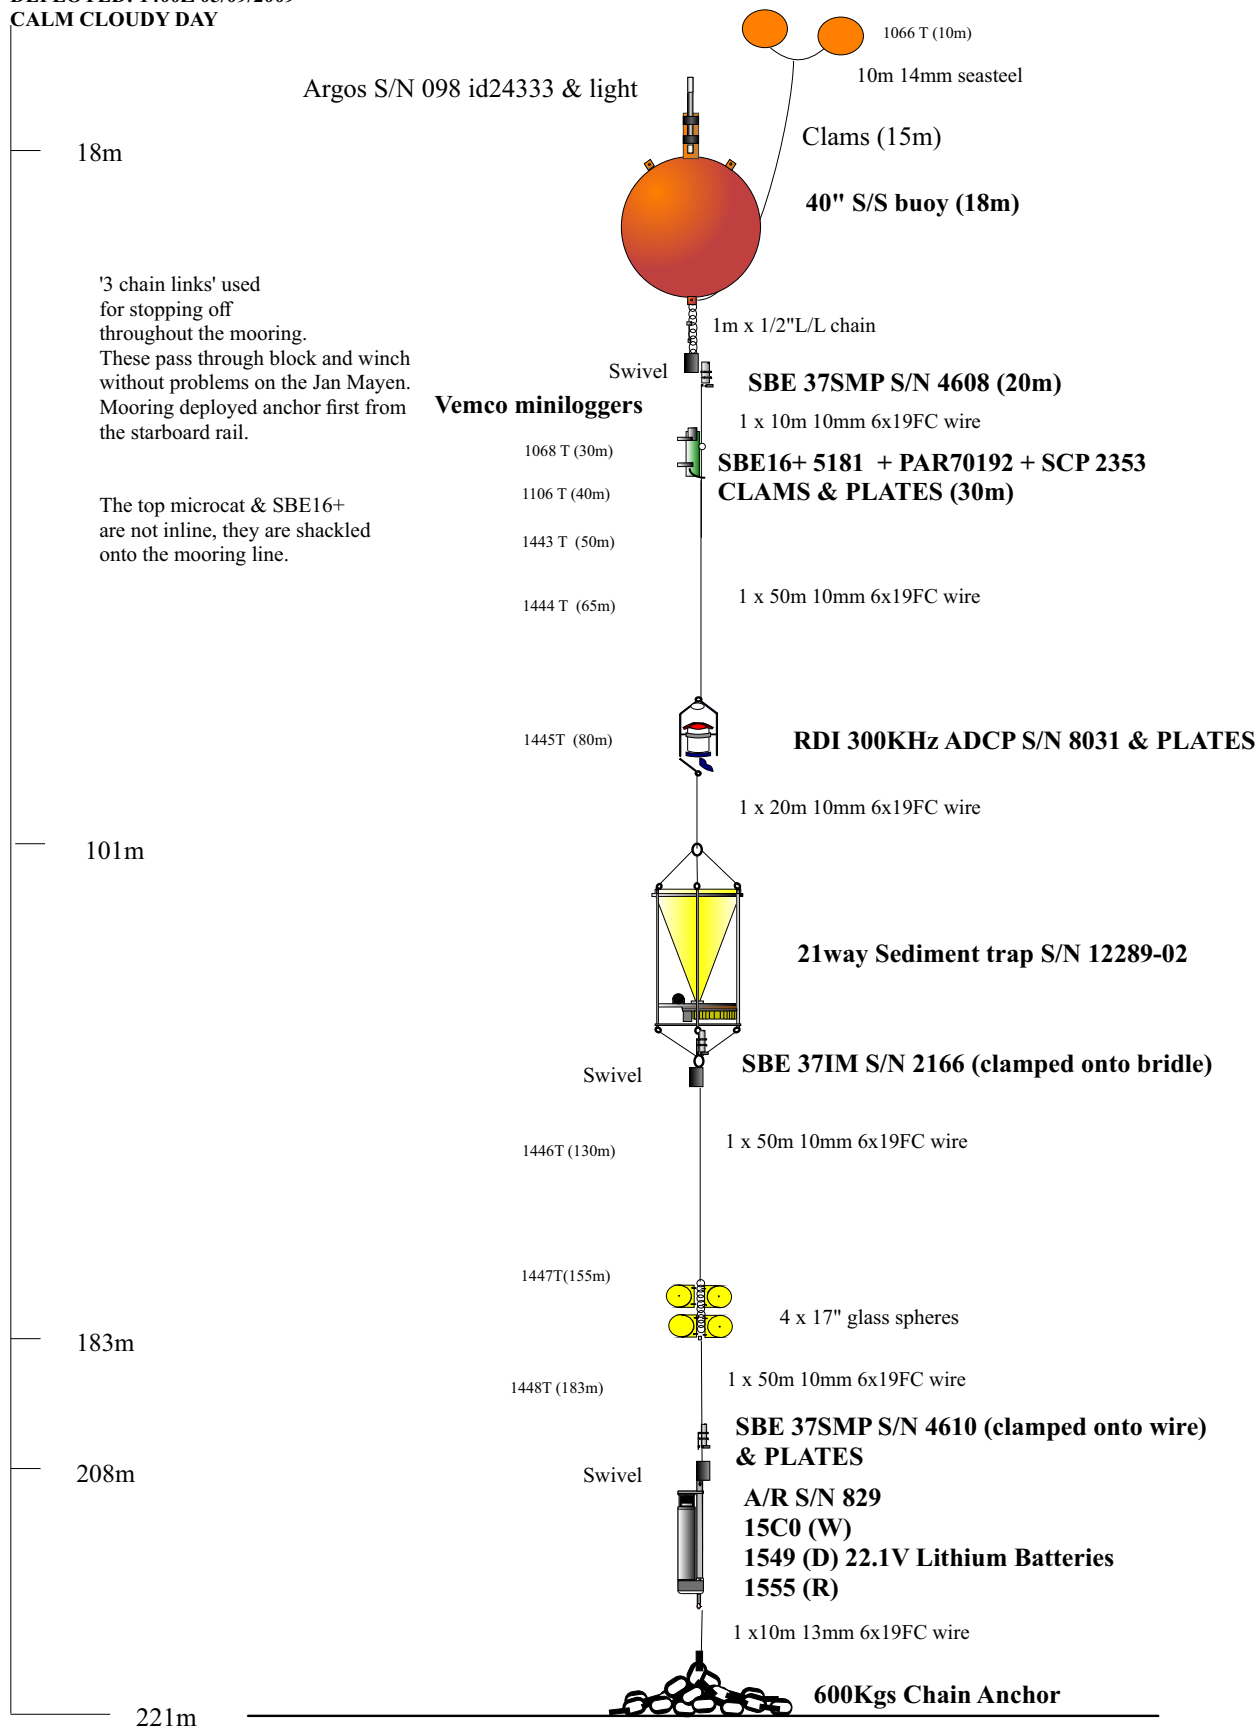 CALM CLOUDY DAY
1066 T (10m)
10m 14mm seasteel
Argos S/N 098 id24333 & light
Clams (15m)
18m
40" S/S buoy (18m)
'3 chain links' used
for stopping off
throughout the mooring.
These pass through block and winch
without problems on the Jan Mayen.
Mooring deployed anchor first from
the starboard rail.
1m x 1/2"L/L chain
Swivel
SBE 37SMP S/N 4608 (20m)
Vemco miniloggers
1 x 10m 10mm 6x19FC wire
1068 T (30m)
SBE16+ 5181 + PAR70192 + SCP 2353
CLAMS & PLATES (30m)
1106 T (40m)
The top microcat & SBE16+
are not inline, they are shackled
onto the mooring line.
1443 T (50m)
1444 T (65m)
1 x 50m 10mm 6x19FC wire
1445T (80m)
RDI 300KHz ADCP S/N 8031 & PLATES
1 x 20m 10mm 6x19FC wire
101m
21way Sediment trap S/N 12289-02
SBE 37IM S/N 2166 (clamped onto bridle)
Swivel
1446T (130m)
1 x 50m 10mm 6x19FC wire
1447T(155m)
4 x 17" glass spheres
183m
1448T (183m)
1 x 50m 10mm 6x19FC wire
SBE 37SMP S/N 4610 (clamped onto wire)
& PLATES
208m
Swivel
A/R S/N 829
15C0 (W)
1549 (D) 22.1V Lithium Batteries
1555 (R)
1 x10m 13mm 6x19FC wire
600Kgs Chain Anchor
221m